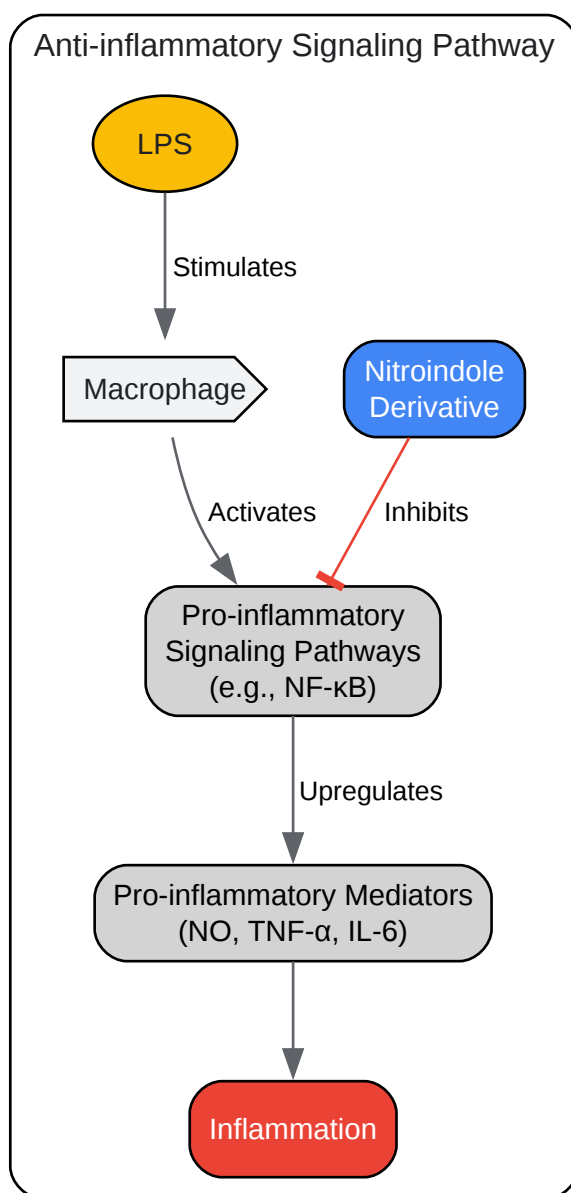 Anti-inflammatory Signaling Pathway
LPS
Stimulates
Macrophage
Nitroindole
Derivative
Activates
Inhibits
Pro-inflammatory
Signaling Pathways
(e.g., NF-κB)
Upregulates
Pro-inflammatory Mediators
(NO, TNF-α, IL-6)
Inflammation